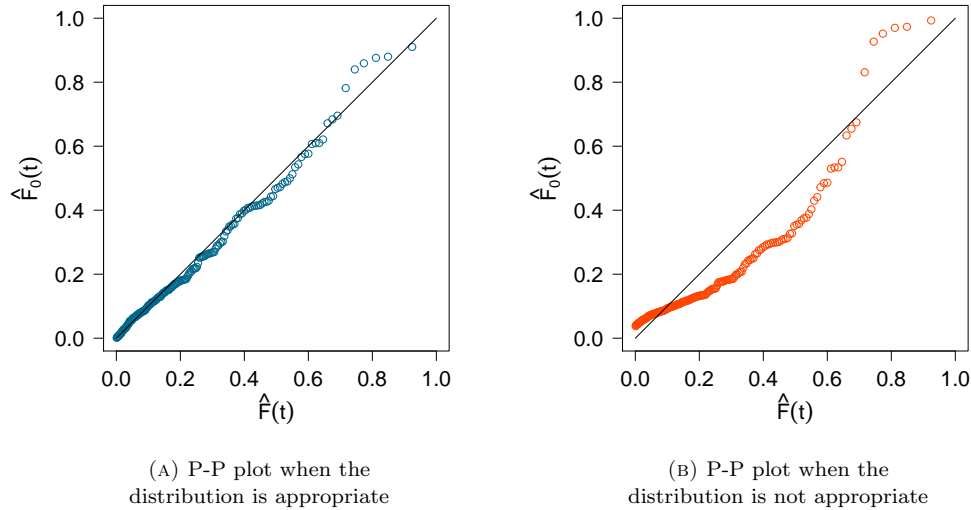 1.0
0.8
0.6
0.4
0.2
0.0
F̂₀(t)
0.0 0.2 0.4 0.6 0.8 1.0
F̂(t)
(A) P-P plot when the
distribution is appropriate
1.0
0.8
0.6
0.4
0.2
0.0
F̂₀(t)
0.0 0.2 0.4 0.6 0.8 1.0
F̂(t)
(B) P-P plot when the
distribution is not appropriate